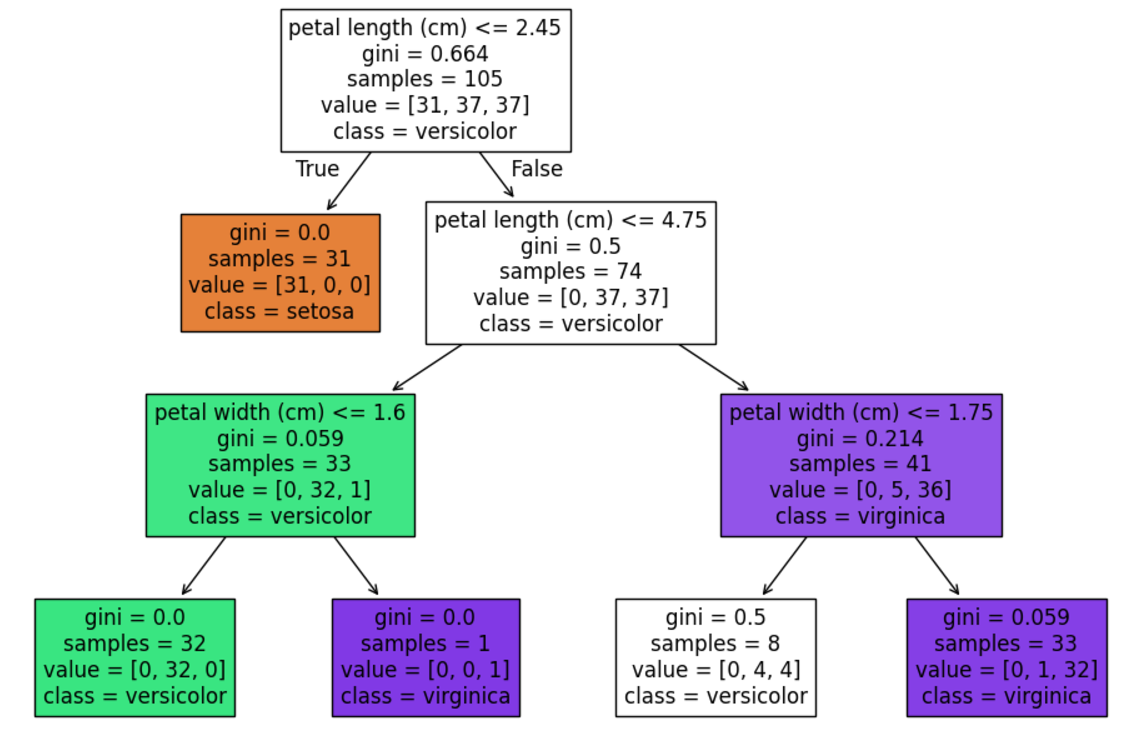 petal length (cm) <= 2.45
gini = 0.664
samples = 105
value = [31, 37, 37]
class = versicolor
True
False
gini = 0.0
samples = 31
value = [31, 0, 0]
class = setosa
petal length (cm) <= 4.75
gini = 0.5
samples = 74
value = [0, 37, 37]
class = versicolor
petal width (cm) <= 1.6
gini = 0.059
samples = 33
value = [0, 32, 1]
class = versicolor
petal width (cm) <= 1.75
gini = 0.214
samples = 41
value = [0, 5, 36]
class = virginica
gini = 0.0
samples = 32
value = [0, 32, 0]
class = versicolor
gini = 0.0
samples = 1
value = [0, 0, 1]
class = virginica
gini = 0.5
samples = 8
value = [0, 4, 4]
class = versicolor
gini = 0.059
samples = 33
value = [0, 1, 32]
class = virginica